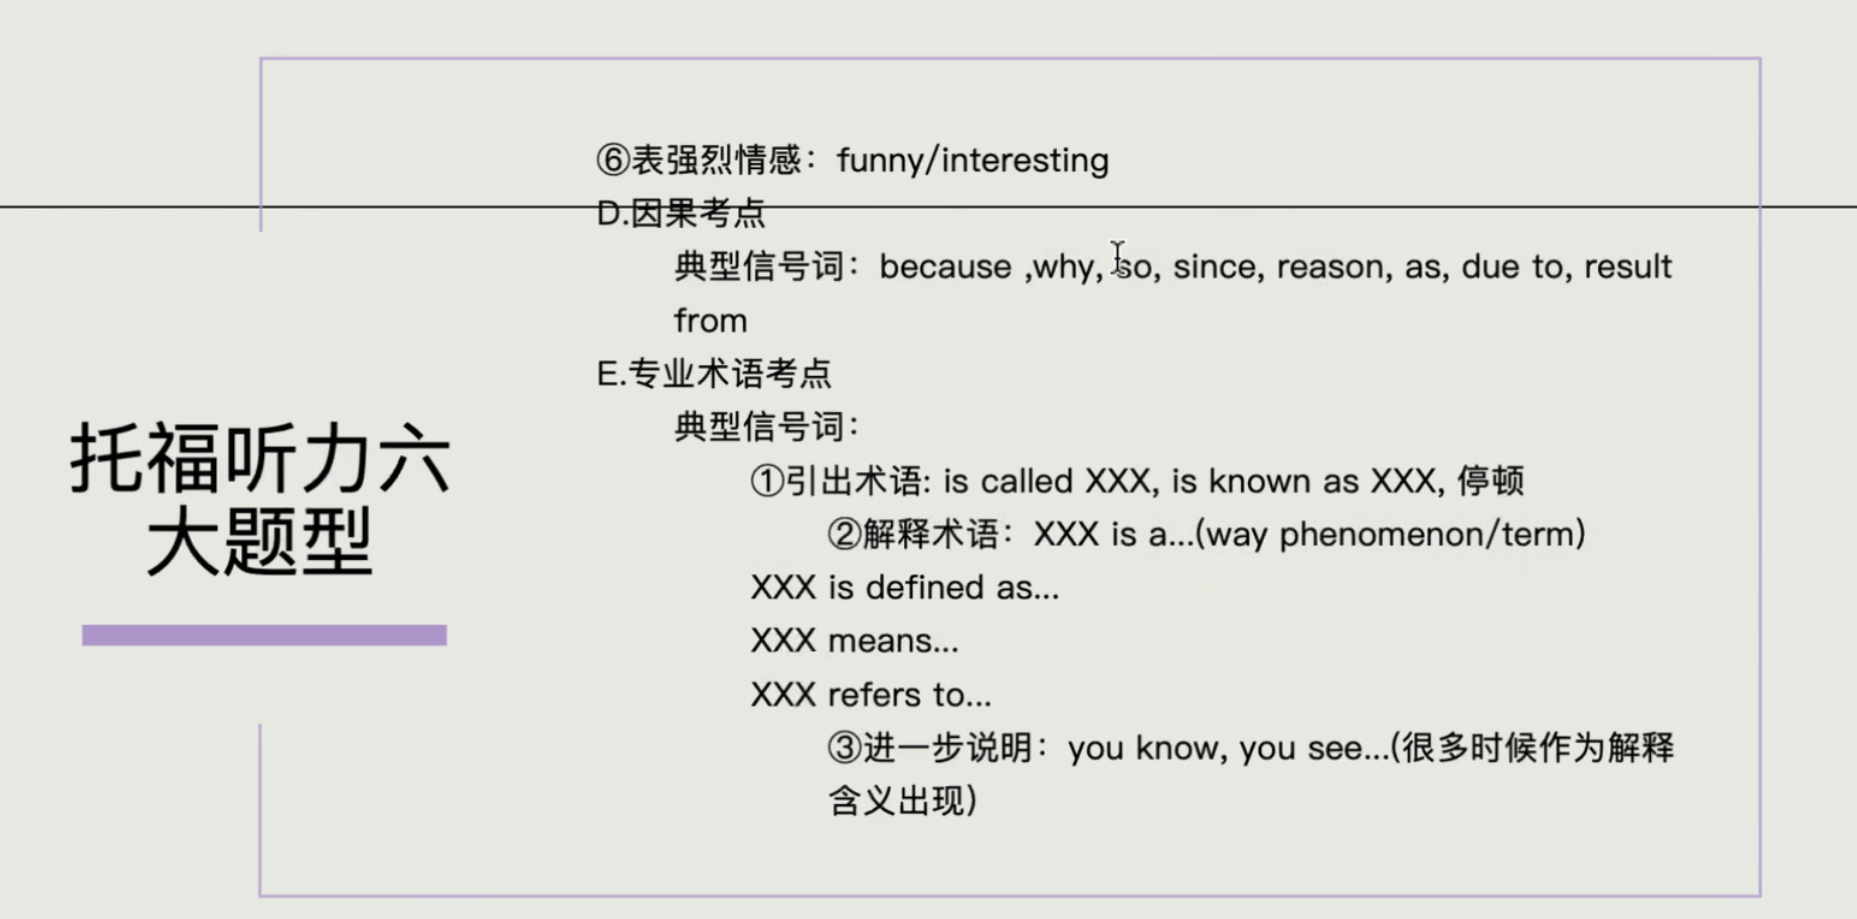 托福听力六
大题型
⑥表强烈情感：funny/interesting
D.因果考点
典型信号词：because ,why, so, since, reason, as, due to, result
from
E.专业术语考点
典型信号词：
①引出术语: is called XXX, is known as XXX, 停顿
②解释术语：XXX is a...(way phenomenon/term)
XXX is defined as...
XXX means...
XXX refers to...
③进一步说明：you know, you see...(很多时候作为解释
含义出现)